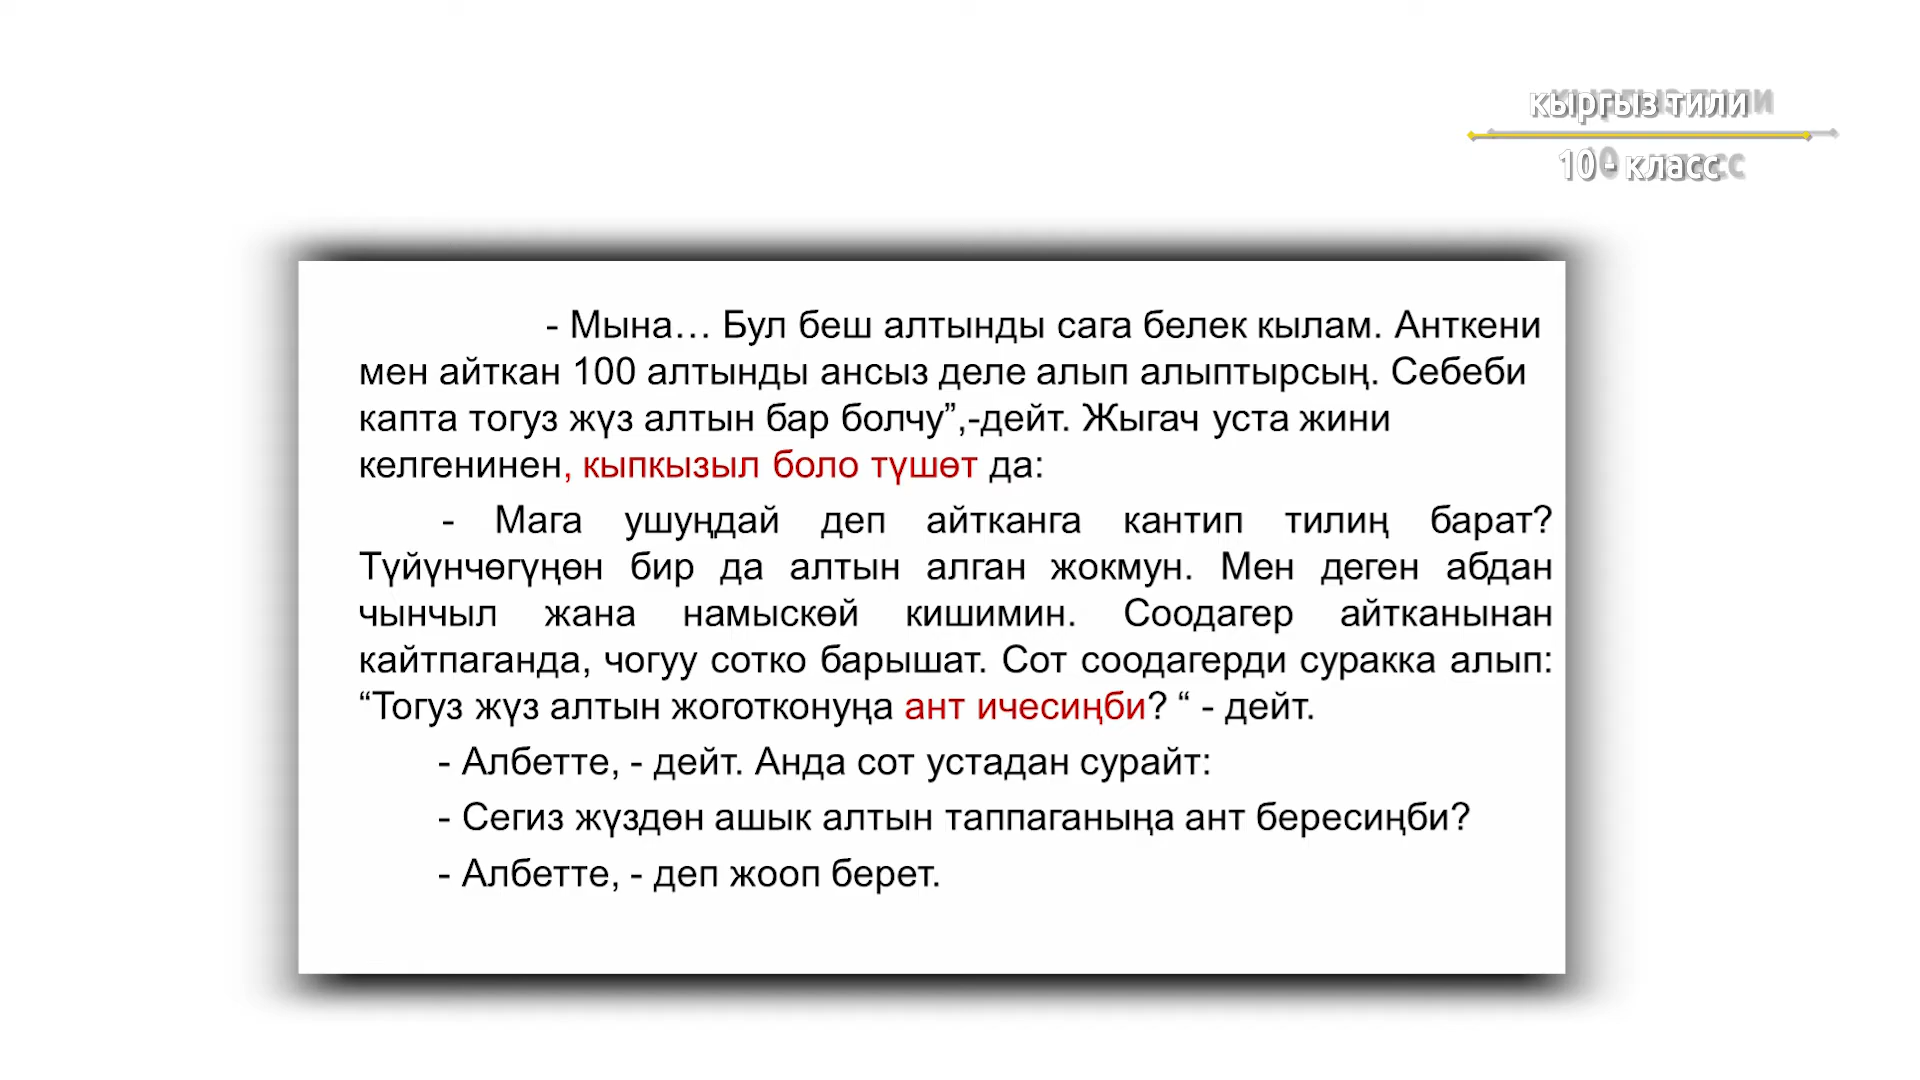 кыргыз тили
10 - класс
- Мына… Бул беш алтынды сага белек кылам. Анткени
мен айткан 100 алтынды ансыз деле алып алыптырсың. Себеби
капта тогуз жүз алтын бар болчу”,-дейт. Жыгач уста жини
келгенинен, кыпкызыл боло түшөт да:
- Мага ушуңдай деп айтканга кантип тилиң барат?
Түйүнчөгүңөн бир да алтын алган жокмун. Мен деген абдан
чынчыл жана намыскөй кишимин. Соодагер айтканынан
кайтпаганда, чогуу сотко барышат. Сот соодагерди суракка алып:
“Тогуз жүз алтын жоготконуңа ант ичесиңби? “ - дейт.
- Албетте, - дейт. Анда сот устадан сурайт:
- Сегиз жүздөн ашык алтын таппаганыңа ант бересиңби?
- Албетте, - деп жооп берет.